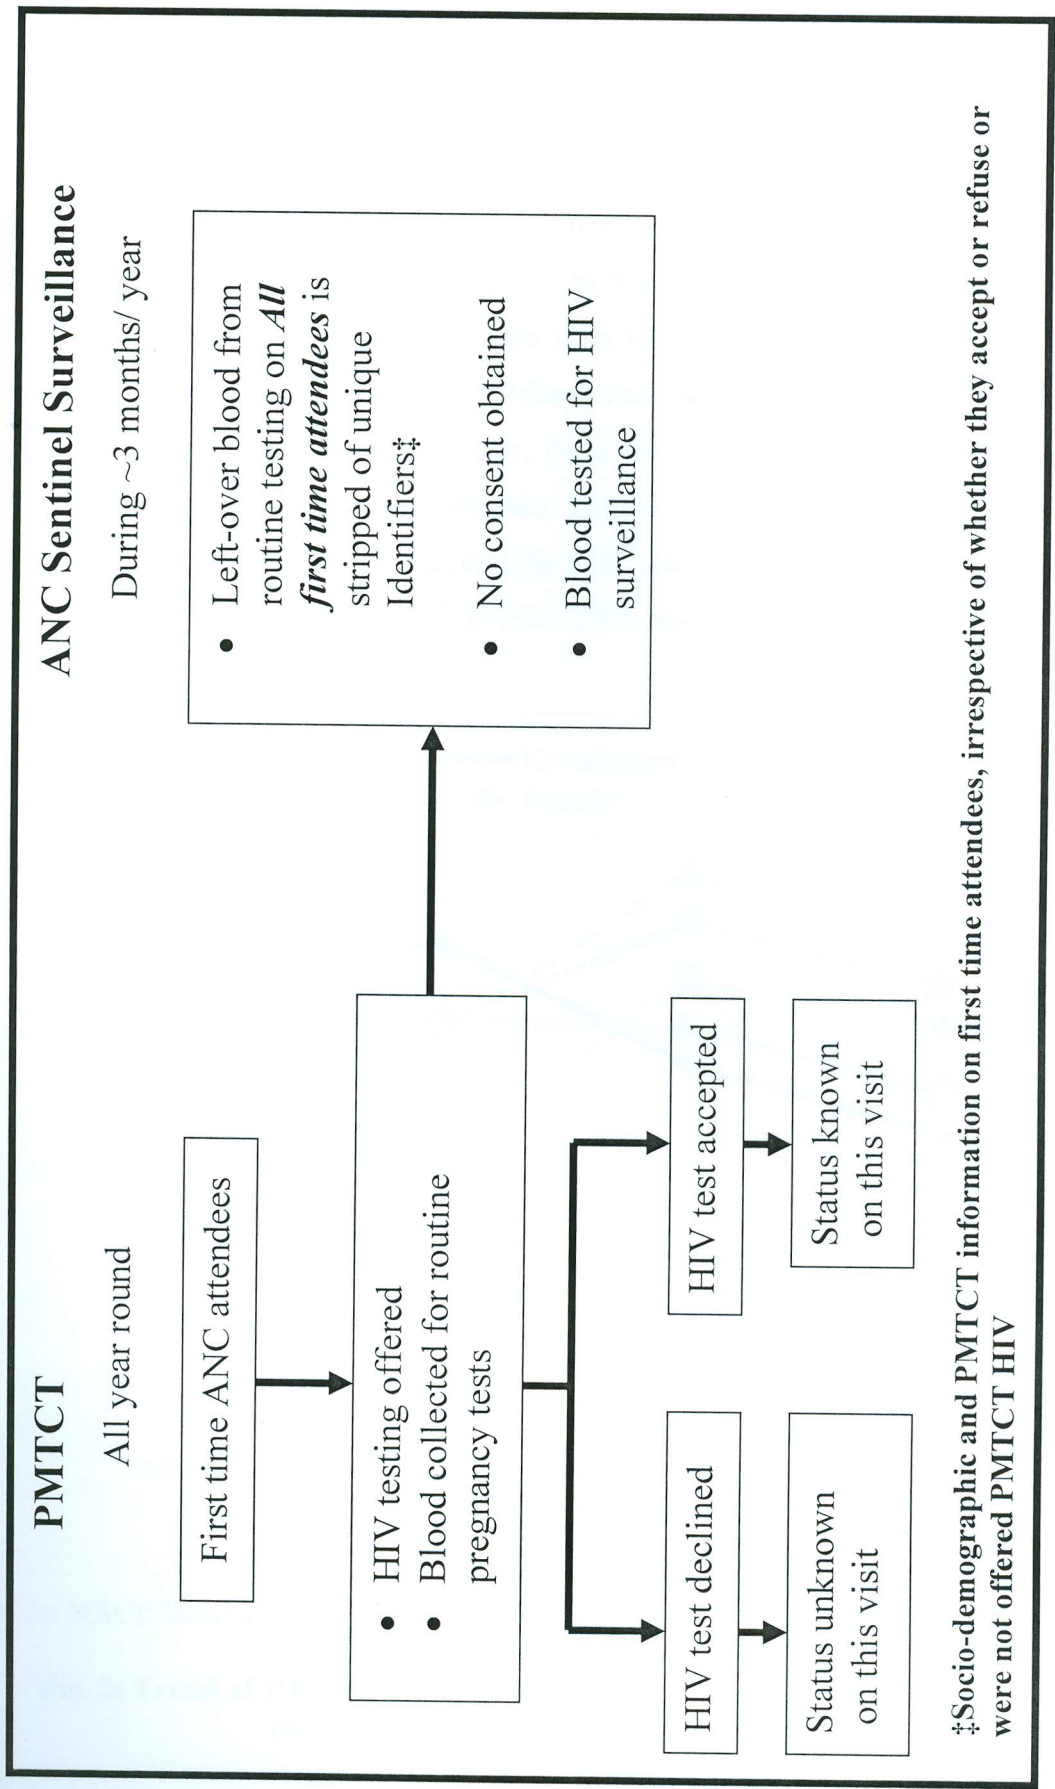 PMTCT
All year round
First time ANC attendees
• HIV testing offered
• Blood collected for routine
pregnancy tests
HIV test declined
HIV test accepted
Status unknown
on this visit
Status known
on this visit
ANC Sentinel Surveillance
During ~3 months/ year
• Left-over blood from
routine testing on All
first time attendees is
stripped of unique
Identifiers‡
• No consent obtained
• Blood tested for HIV
surveillance
‡Socio-demographic and PMTCT information on first time attendees, irrespective of whether they accept or refuse or
were not offered PMTCT HIV